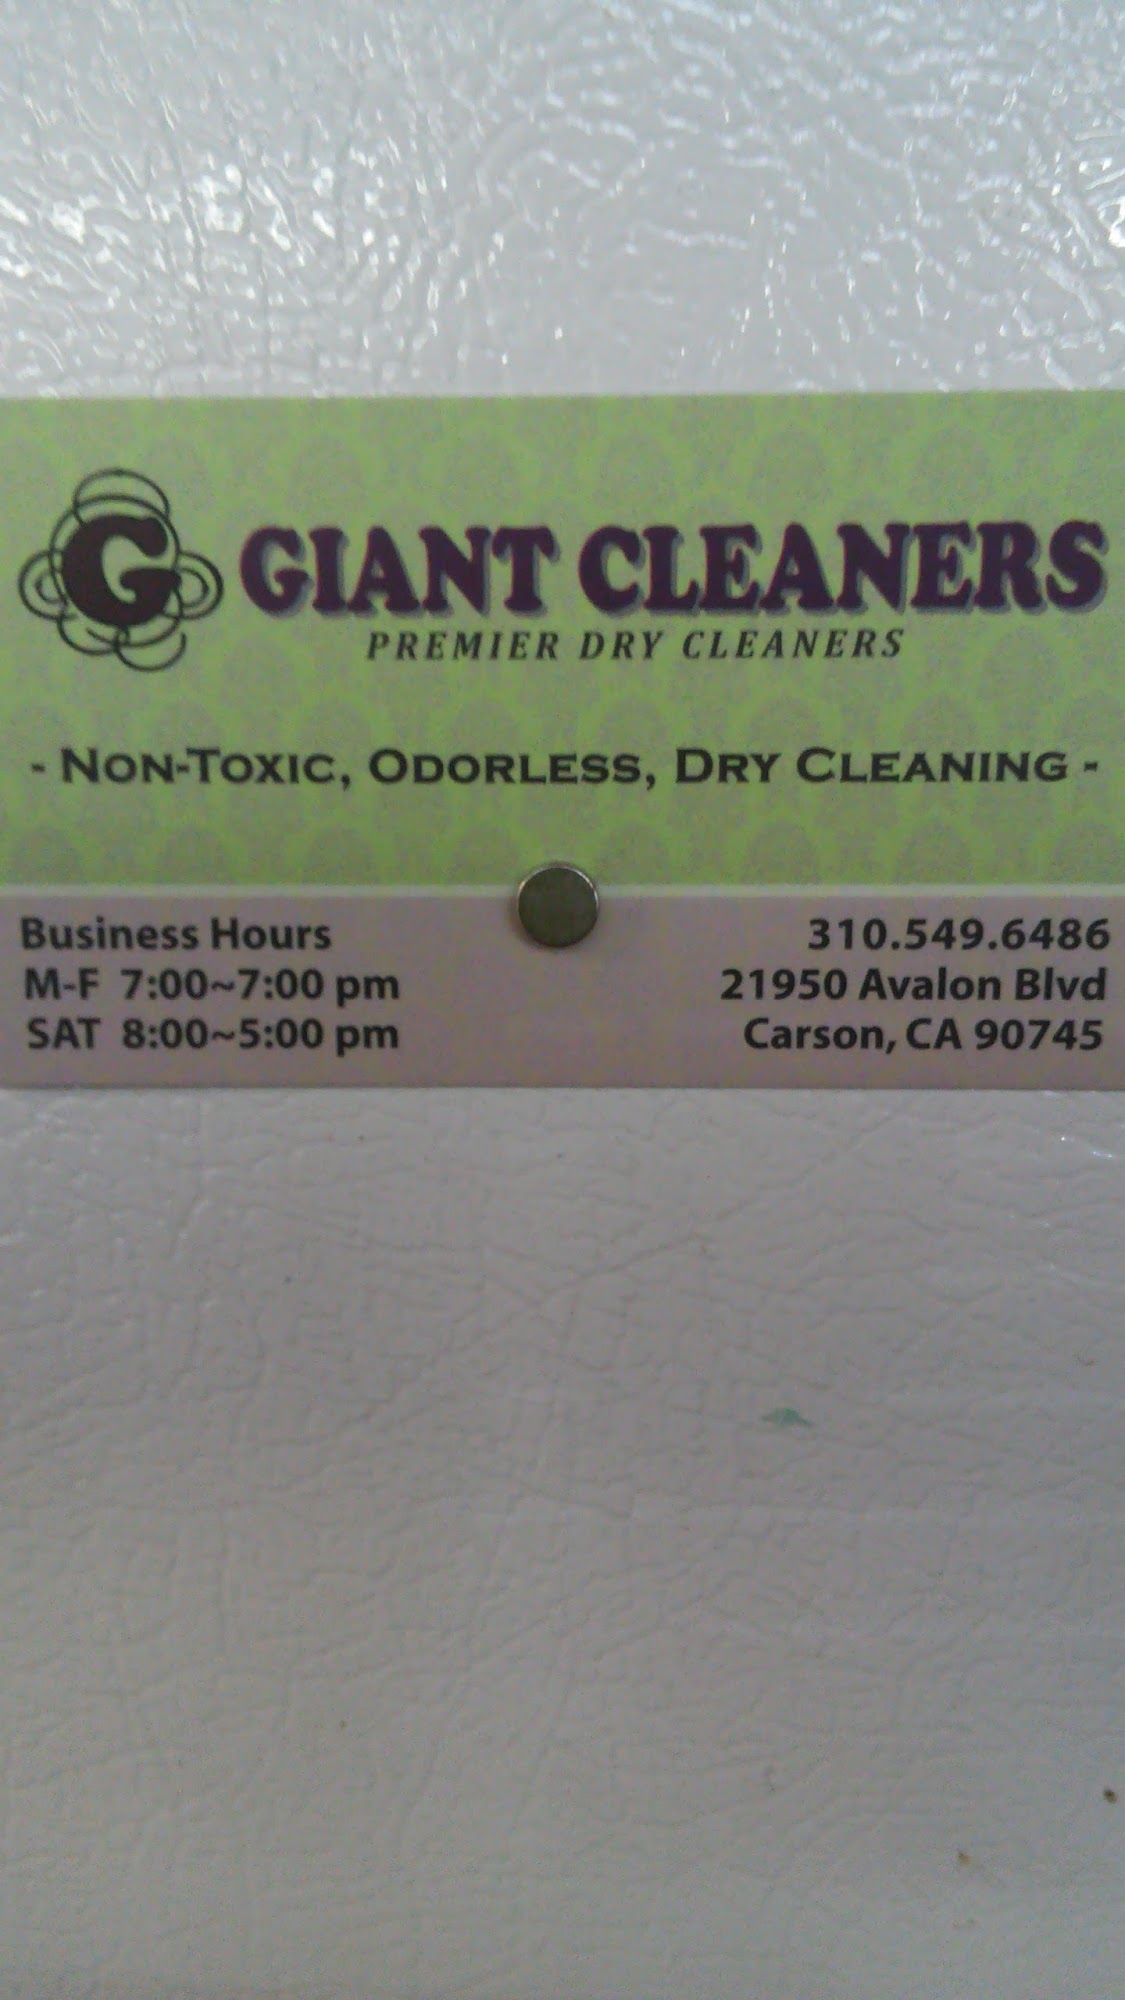 G GIANT CLEANERS
PREMIER DRY CLEANERS
- NON-TOXIC, ODORLESS, DRY CLEANING -
Business Hours
M-F 7:00~7:00 pm
SAT 8:00~5:00 pm
310.549.6486
21950 Avalon Blvd
Carson, CA 90745